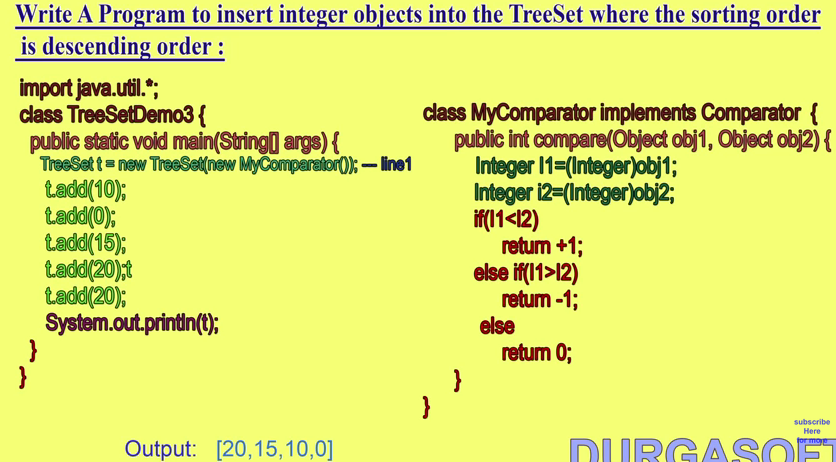 Write A Program to insert integer objects into the TreeSet where the sorting order
is descending order :
import java.util.*;
class TreeSetDemo3 {
public static void main(String[] args) {
TreeSet t = new TreeSet(new MyComparator()); --- line1
t.add(10);
t.add(0);
t.add(15);
t.add(20);t
t.add(20);
System.out.println(t);
}
}
class MyComparator implements Comparator {
public int compare(Object obj1, Object obj2) {
Integer I1=(Integer)obj1;
Integer i2=(Integer)obj2;
if(I1<I2)
return +1;
else if(I1>I2)
return -1;
else
return 0;
}
}
Output: [20,15,10,0]
subscribe
Here
for more
DURGASOFT